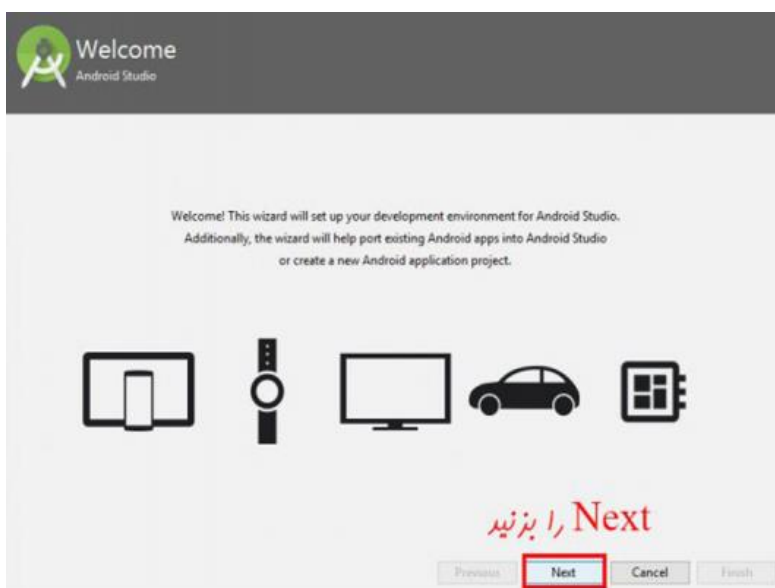 Welcome
Android Studio
Welcome! This wizard will set up your development environment for Android Studio.
Additionally, the wizard will help port existing Android apps into Android Studio
or create a new Android application project.
Next را بزنید
Previous
Next
Cancel
Finish